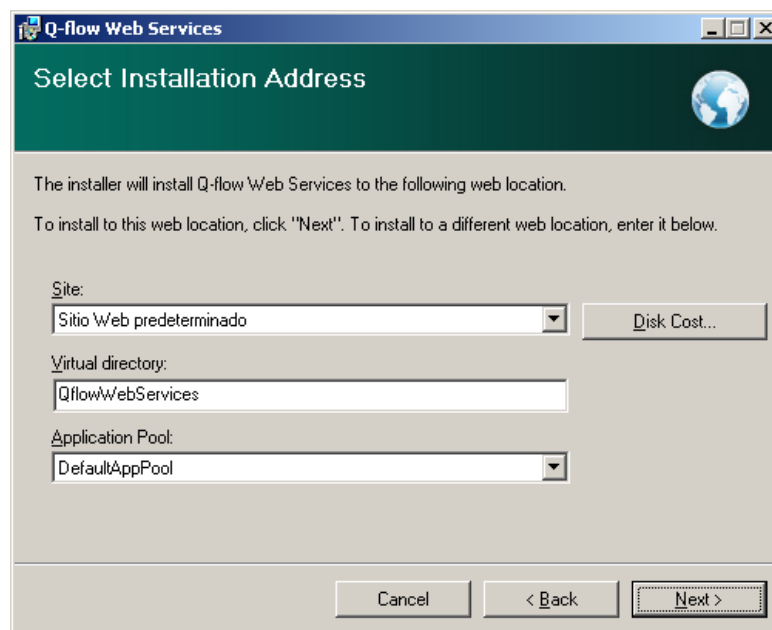 Q-flow Web Services
Select Installation Address
The installer will install Q-flow Web Services to the following web location.
To install to this web location, click "Next". To install to a different web location, enter it below.
Site:
Sitio Web predeterminado
Disk Cost...
Virtual directory:
QflowWebServices
Application Pool:
DefaultAppPool
Cancel
< Back
Next >